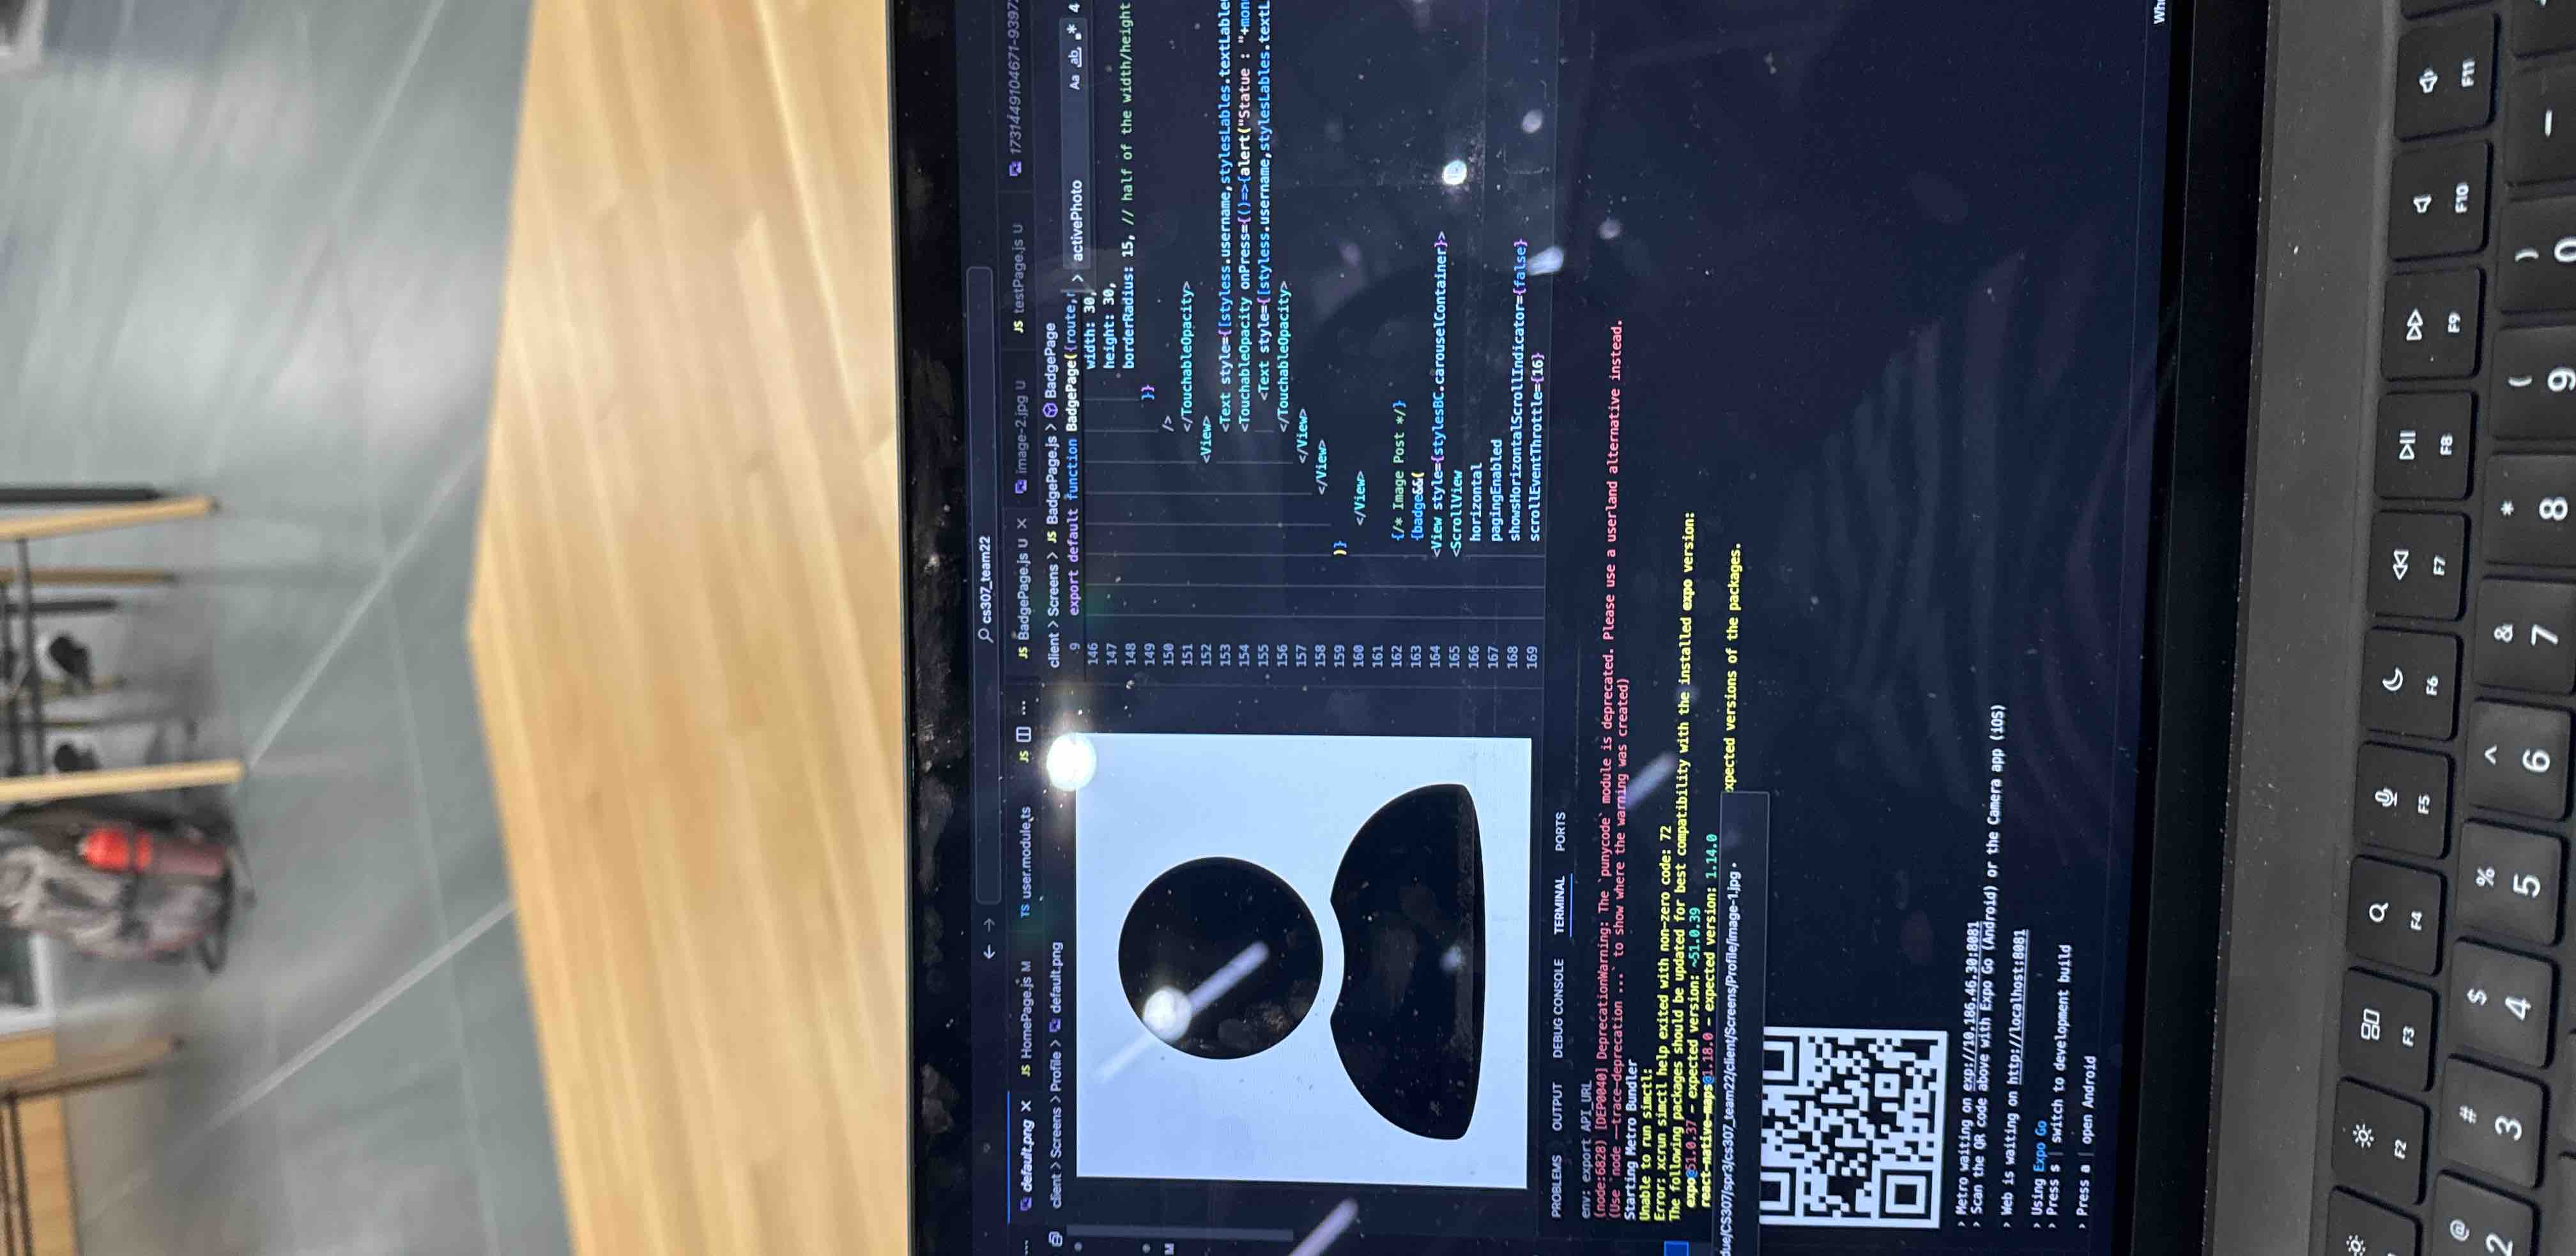 cs307_team22
default.png
JS HomePage.js M
TS user.module.ts
JS
JS BadgePage.js U
image-2.jpg U
JS testPage.js U
client > Screens > Profile > default.png
client > Screens > JS BadgePage.js > BadgePage
activePhoto
Aa ab
4
M
9 export default function BadgePage({route,
146 width: 30,
147 height: 30,
148 borderRadius: 15, // half of the width/height
149 }}
150 />
151 </TouchableOpacity>
152 <View>
153 <Text style={[styless.username,stylesLables.textLable
154 <TouchableOpacity onPress={()=>{alert("Statue : "+mon
155 <Text style={[styless.username,stylesLables.textL
156 </TouchableOpacity>
157 </View>
158 </View>
159 )}
160 </View>
161
162 {/* Image Post */}
163 {badge&&(
164 <View style={stylesBC.carouselContainer}>
165 <ScrollView
166 horizontal
167 pagingEnabled
168 showsHorizontalScrollIndicator={false}
169 scrollEventThrottle={16}
PROBLEMS OUTPUT DEBUG CONSOLE TERMINAL PORTS
env: export API_URL
(node:6828) [DEP0040] DeprecationWarning: The `punycode` module is deprecated. Please use a userland alternative instead.
(Use `node --trace-deprecation ...` to show where the warning was created)
Starting Metro Bundler
Unable to run simctl:
Error: xcrun simctl help exited with non-zero code: 72
The following packages should be updated for best compatibility with the installed expo version:
expo@51.0.37 - expected version: ~51.0.39
react-native-maps@1.18.0 - expected version: 1.14.0
due/CS307/spr3/cs307_team22/client/Screens/Profile/image-1.jpg •
xpected versions of the packages.
› Metro waiting on exp://10.186.46.30:8081
› Scan the QR code above with Expo Go (Android) or the Camera app (iOS)
› Web is waiting on http://localhost:8081
› Using Expo Go
› Press s | switch to development build
› Press a | open Android
F2 F3 F4 F5 F6 F7 F8 F9 F10 F11
@ # $ % ^ & * ( )
2 3 4 5 6 7 8 9 0 –